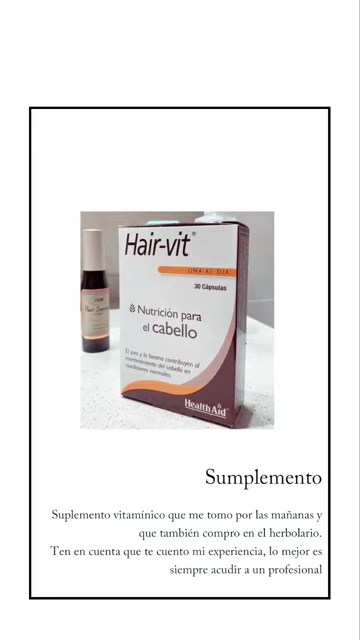 Hair-vit®
UNA AL DÍA
30 Cápsulas
Nutrición para
el cabello
El zinc y la biotina contribuyen al
mantenimiento del cabello en
condiciones normales.
HealthAid®
Sumplemento
Suplemento vitamínico que me tomo por las mañanas y
que también compro en el herbolario.
Ten en cuenta que te cuento mi experiencia, lo mejor es
siempre acudir a un profesional